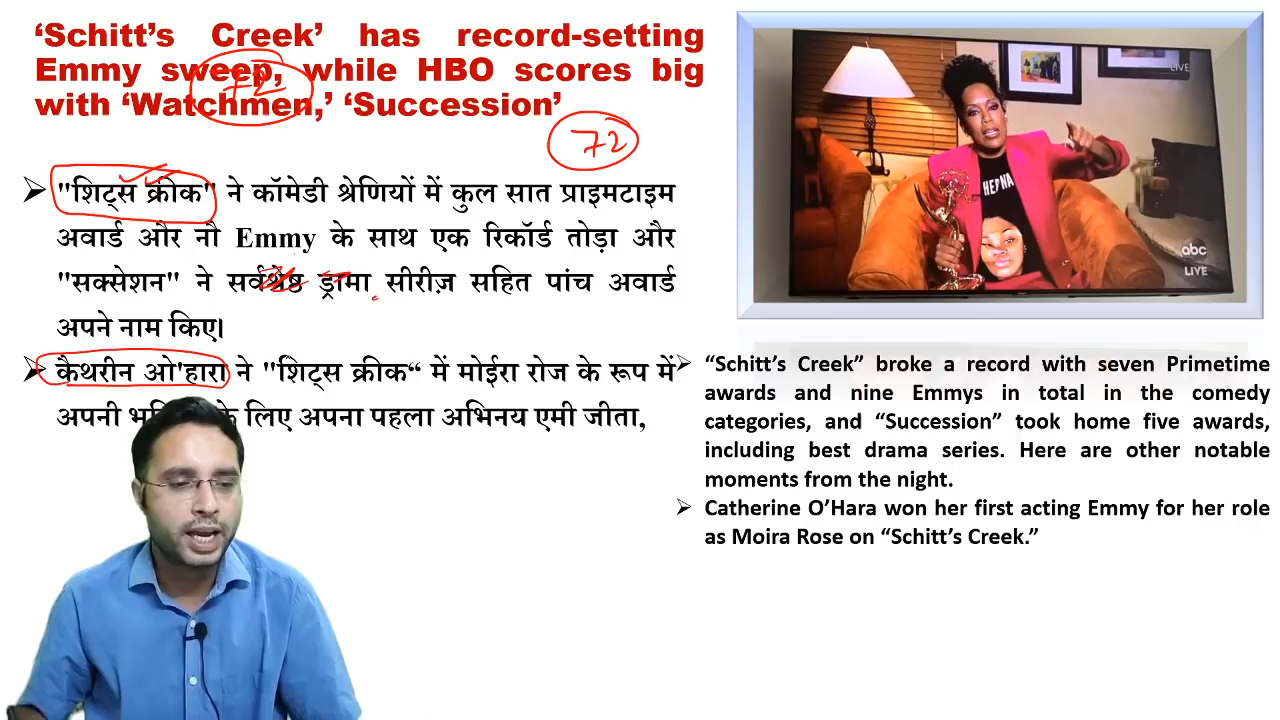 ‘Schitt’s Creek’ has record-setting
Emmy sweep, while HBO scores big
with ‘Watchmen,’ ‘Succession’
72
72
➢ "शिट्स क्रीक" ने कॉमेडी श्रेणियों में कुल सात प्राइमटाइम
अवार्ड और नौ Emmy के साथ एक रिकॉर्ड तोड़ा और
"सक्सेशन" ने सर्वश्रेष्ठ ड्रामा सीरीज़ सहित पांच अवार्ड
अपने नाम किए।
➢ कैथरीन ओ'हारा ने "शिट्स क्रीक“ में मोईरा रोज के रूप में
अपनी के लिए अपना पहला अभिनय एमी जीता,
LIVE
abc
LIVE
➢ “Schitt’s Creek” broke a record with seven Primetime
awards and nine Emmys in total in the comedy
categories, and “Succession” took home five awards,
including best drama series. Here are other notable
moments from the night.
➢ Catherine O’Hara won her first acting Emmy for her role
as Moira Rose on “Schitt’s Creek.”